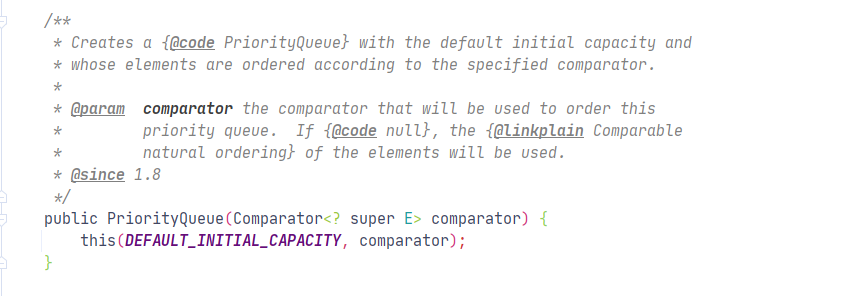 /**
 * Creates a {@code PriorityQueue} with the default initial capacity and
 * whose elements are ordered according to the specified comparator.
 *
 * @param  comparator the comparator that will be used to order this
 *         priority queue.  If {@code null}, the {@linkplain Comparable
 *         natural ordering} of the elements will be used.
 * @since 1.8
 */
public PriorityQueue(Comparator<? super E> comparator) {
    this(DEFAULT_INITIAL_CAPACITY, comparator);
}